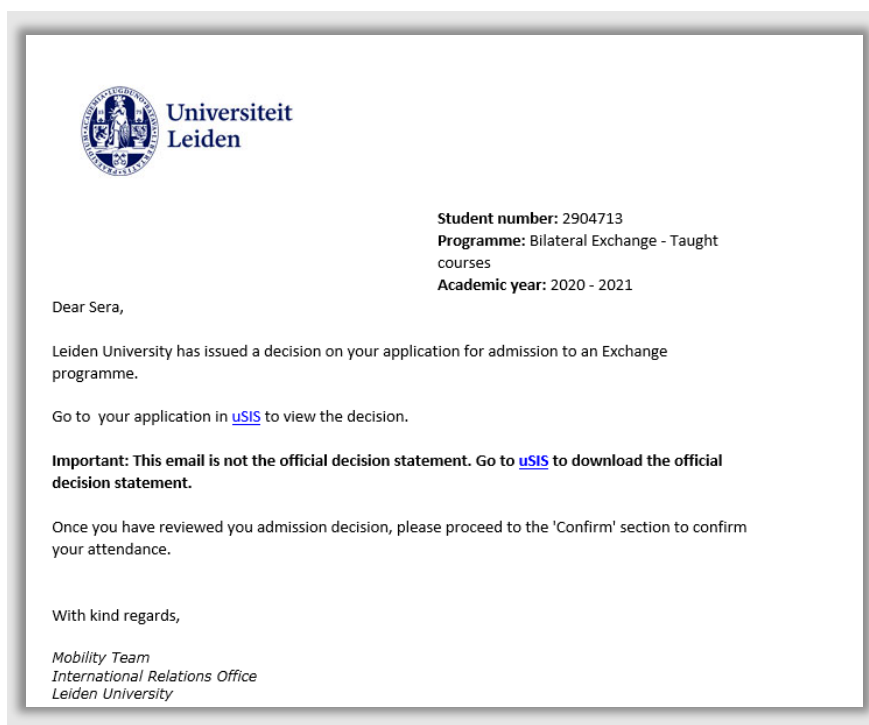 Universiteit
Leiden
Student number: 2904713
Programme: Bilateral Exchange - Taught
courses
Academic year: 2020 - 2021
Dear Sera,
Leiden University has issued a decision on your application for admission to an Exchange
programme.
Go to  your application in uSIS to view the decision.
Important: This email is not the official decision statement. Go to uSIS to download the official
decision statement.
Once you have reviewed you admission decision, please proceed to the 'Confirm' section to confirm
your attendance.
With kind regards,
Mobility Team
International Relations Office
Leiden University